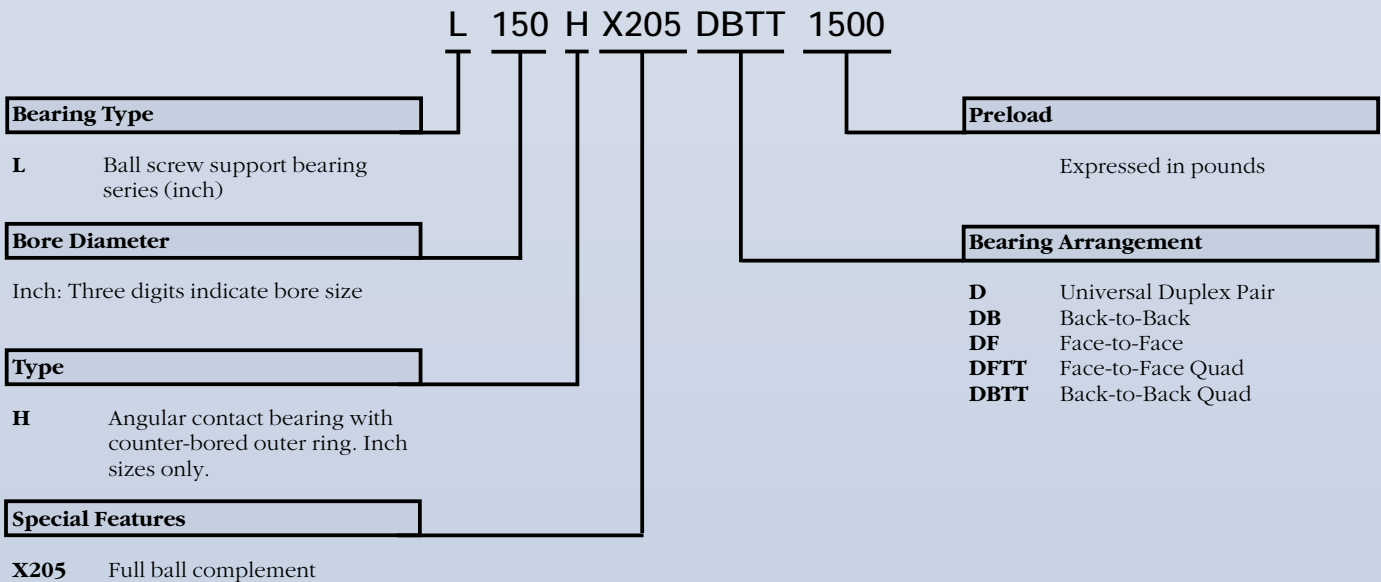 L 150 H X205 DBTT 1500
Bearing Type
L Ball screw support bearing
series (inch)
Bore Diameter
Inch: Three digits indicate bore size
Type
H Angular contact bearing with
counter-bored outer ring. Inch
sizes only.
Special Features
X205 Full ball complement
Preload
Expressed in pounds
Bearing Arrangement
D Universal Duplex Pair
DB Back-to-Back
DF Face-to-Face
DFTT Face-to-Face Quad
DBTT Back-to-Back Quad